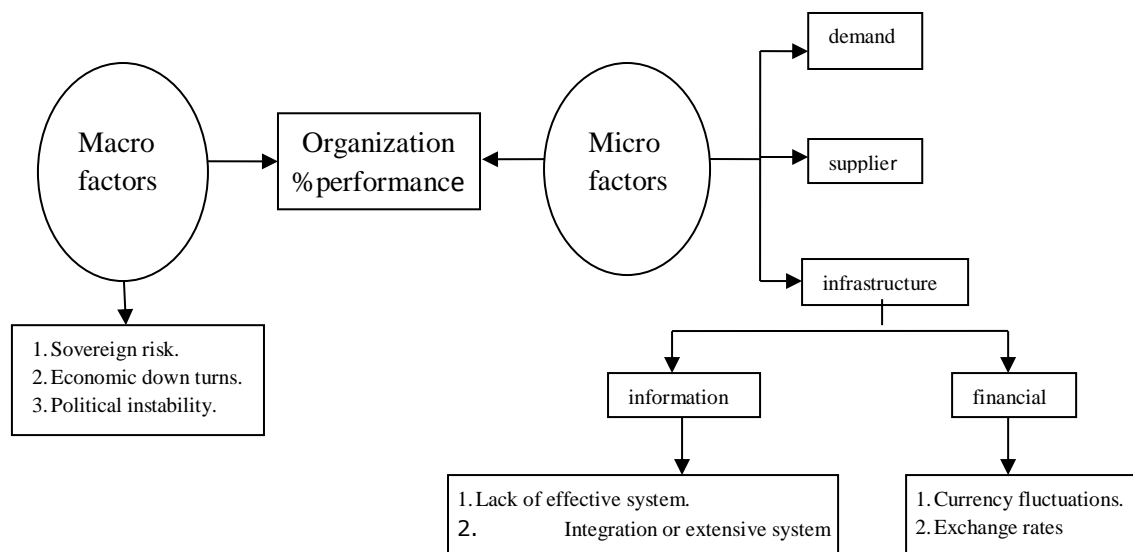 Macro
factors
Organization
%performance
Micro
factors
demand
supplier
infrastructure
1. Sovereign risk.
2. Economic down turns.
3. Political instability.
information
financial
1. Lack of effective system.
2. Integration or extensive system
1. Currency fluctuations.
2. Exchange rates